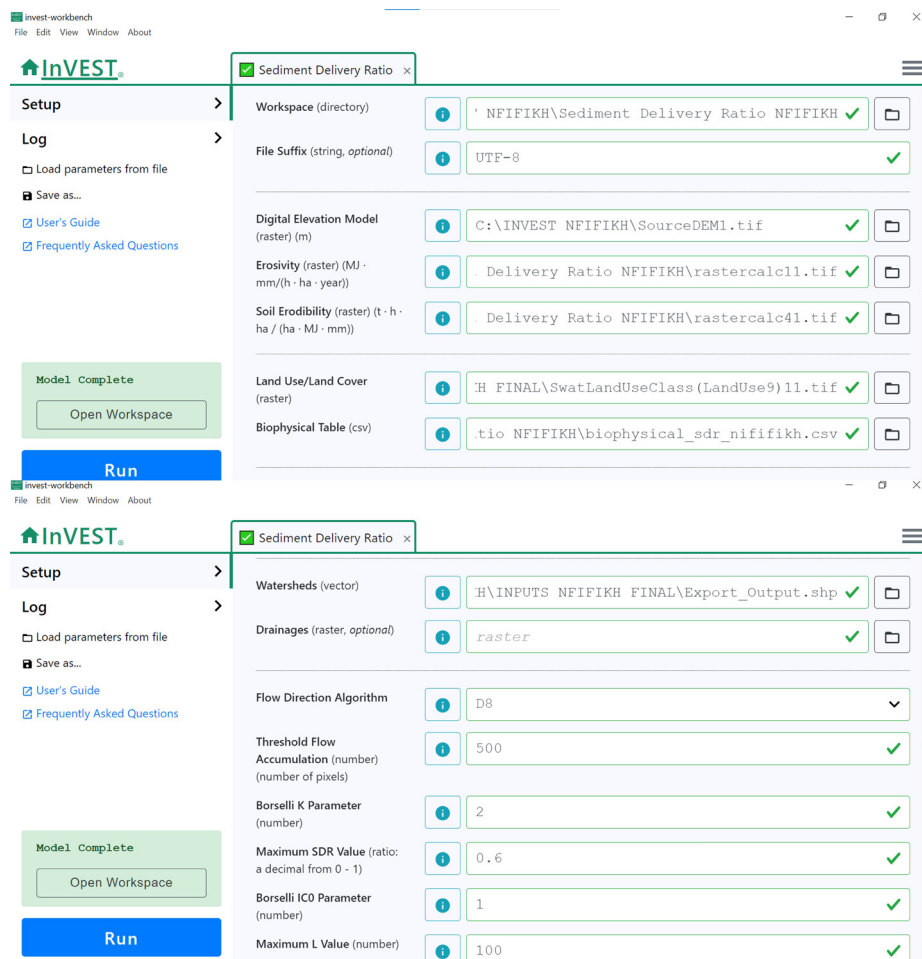 invest-workbench
File Edit View Window About
InVEST®
Sediment Delivery Ratio ×
Setup
Log
Load parameters from file
Save as...
User's Guide
Frequently Asked Questions
Model Complete
Open Workspace
Run
Workspace (directory)
NFIFIKH\Sediment Delivery Ratio NFIFIKH
File Suffix (string, optional)
UTF-8
Digital Elevation Model
(raster) (m)
C:\INVEST NFIFIKH\SourceDEM1.tif
Erosivity (raster) (MJ ·
mm/(h · ha · year))
Delivery Ratio NFIFIKH\rastercalc11.tif
Soil Erodibility (raster) (t · h ·
ha / (ha · MJ · mm))
Delivery Ratio NFIFIKH\rastercalc41.tif
Land Use/Land Cover
(raster)
H FINAL\SwatLandUseClass(LandUse9)11.tif
Biophysical Table (csv)
tio NFIFIKH\biophysical_sdr_nififikh.csv
invest-workbench
File Edit View Window About
InVEST®
Sediment Delivery Ratio ×
Setup
Log
Load parameters from file
Save as...
User's Guide
Frequently Asked Questions
Model Complete
Open Workspace
Run
Watersheds (vector)
H\INPUTS NFIFIKH FINAL\Export_Output.shp
Drainages (raster, optional)
raster
Flow Direction Algorithm
D8
Threshold Flow
Accumulation (number)
(number of pixels)
500
Borselli K Parameter
(number)
2
Maximum SDR Value (ratio:
a decimal from 0 - 1)
0.6
Borselli IC0 Parameter
(number)
1
Maximum L Value (number)
100